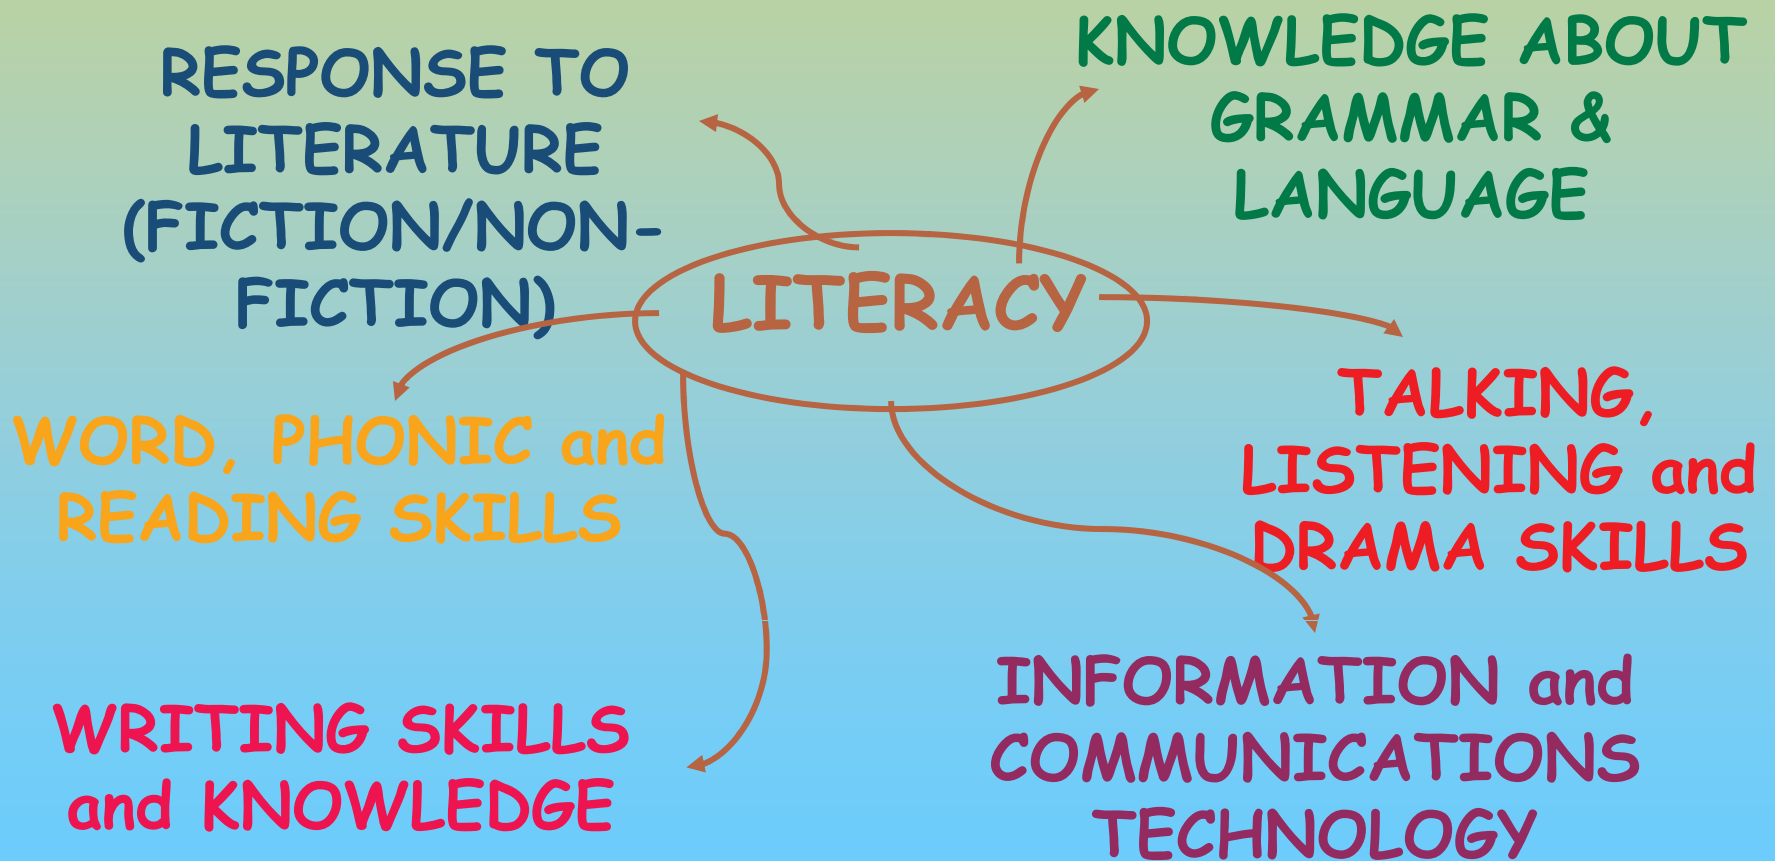 RESPONSE TO
LITERATURE
(FICTION/NON-
FICTION)
KNOWLEDGE ABOUT
GRAMMAR &
LANGUAGE
LITERACY
WORD, PHONIC and
READING SKILLS
TALKING,
LISTENING and
DRAMA SKILLS
WRITING SKILLS
and KNOWLEDGE
INFORMATION and
COMMUNICATIONS
TECHNOLOGY